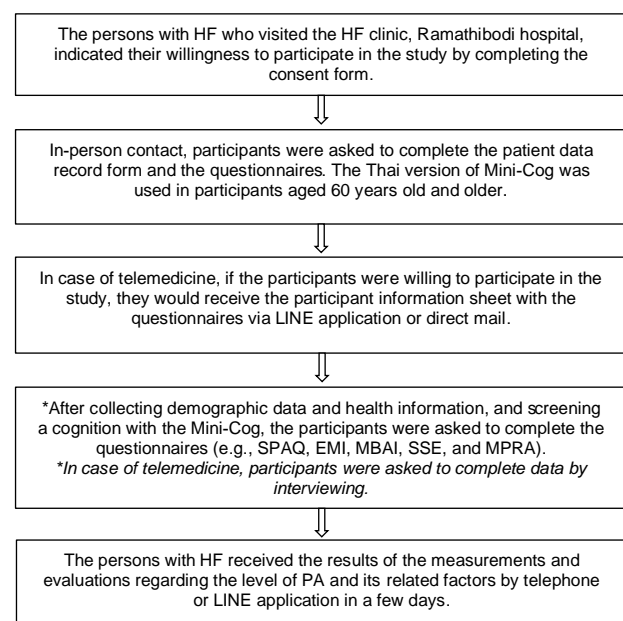 The persons with HF who visited the HF clinic, Ramathibodi hospital,
indicated their willingness to participate in the study by completing the
consent form.
In-person contact, participants were asked to complete the patient data
record form and the questionnaires. The Thai version of Mini-Cog was
used in participants aged 60 years old and older.
In case of telemedicine, if the participants were willing to participate in the
study, they would receive the participant information sheet with the
questionnaires via LINE application or direct mail.
*After collecting demographic data and health information, and screening
a cognition with the Mini-Cog, the participants were asked to complete the
questionnaires (e.g., SPAQ, EMI, MBAI, SSE, and MPRA).
*In case of telemedicine, participants were asked to complete data by
interviewing.
The persons with HF received the results of the measurements and
evaluations regarding the level of PA and its related factors by telephone
or LINE application in a few days.